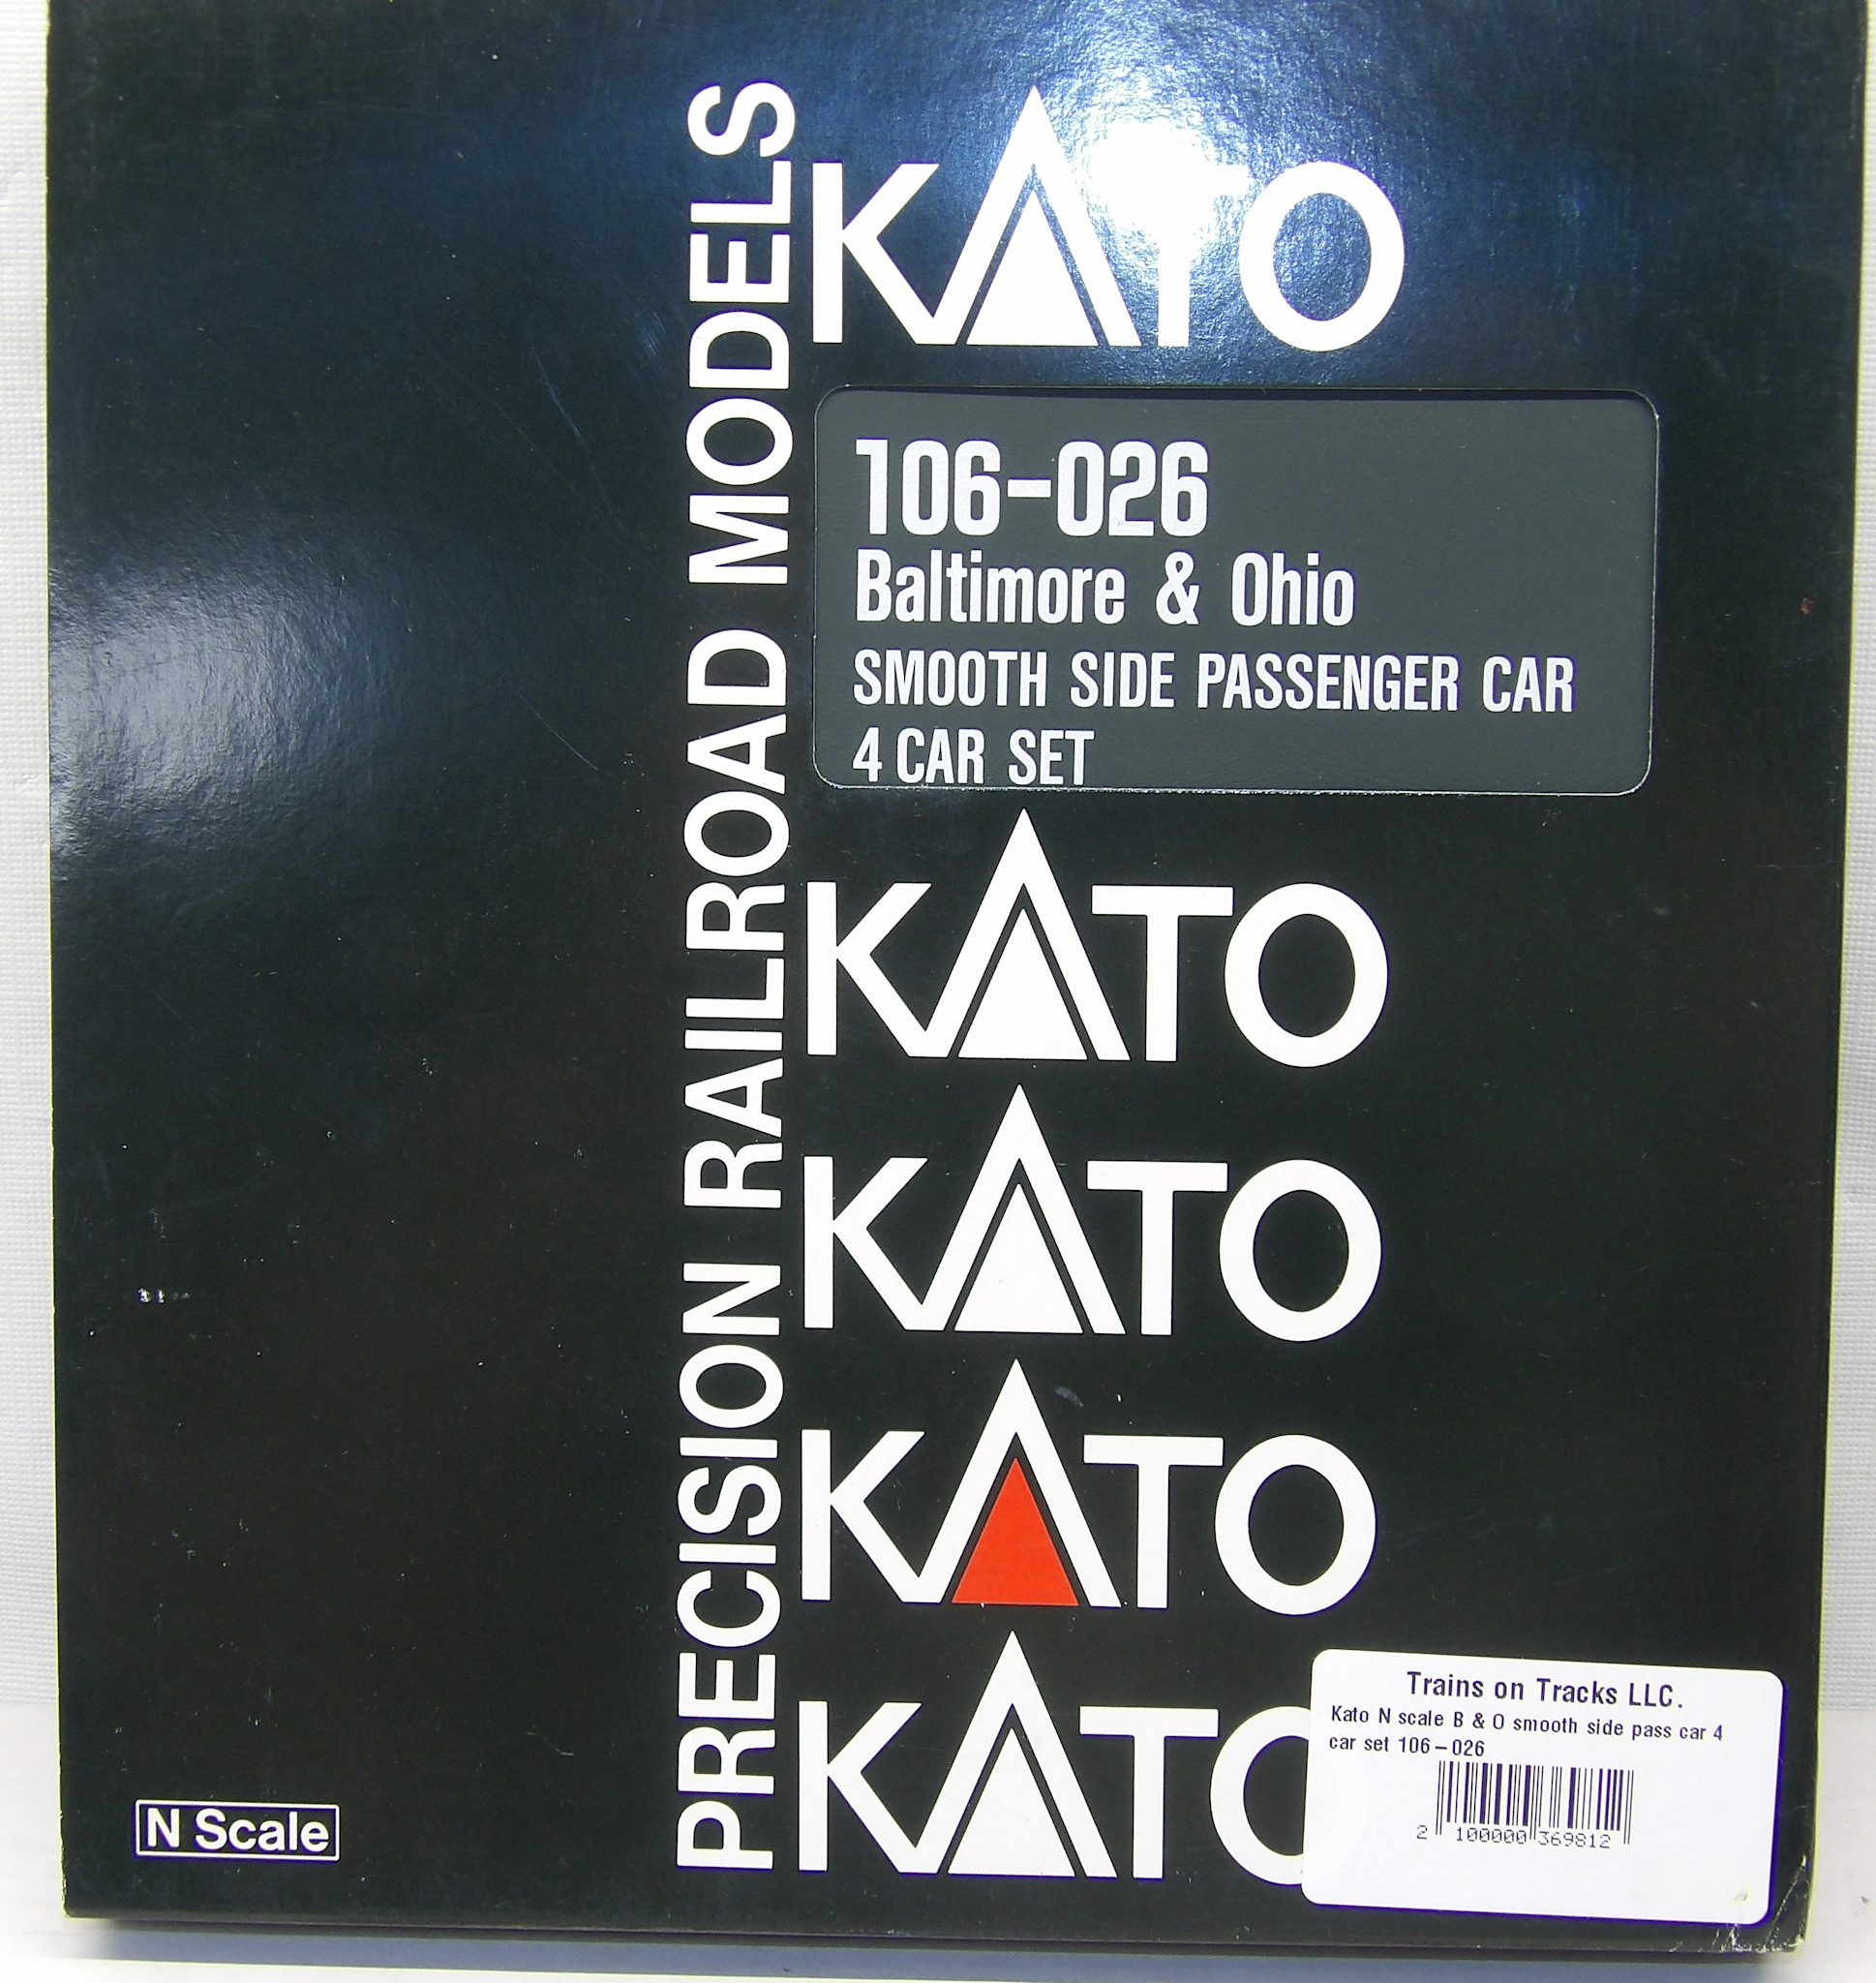 PRECISION RAILROAD MODELS
KATO
106-026
Baltimore & Ohio
SMOOTH SIDE PASSENGER CAR
4 CAR SET
KATO
KATO
KATO
KATO
N Scale
Trains on Tracks LLC.
Kato N scale B & O smooth side pass car 4
car set 106-026
2 100000 369812